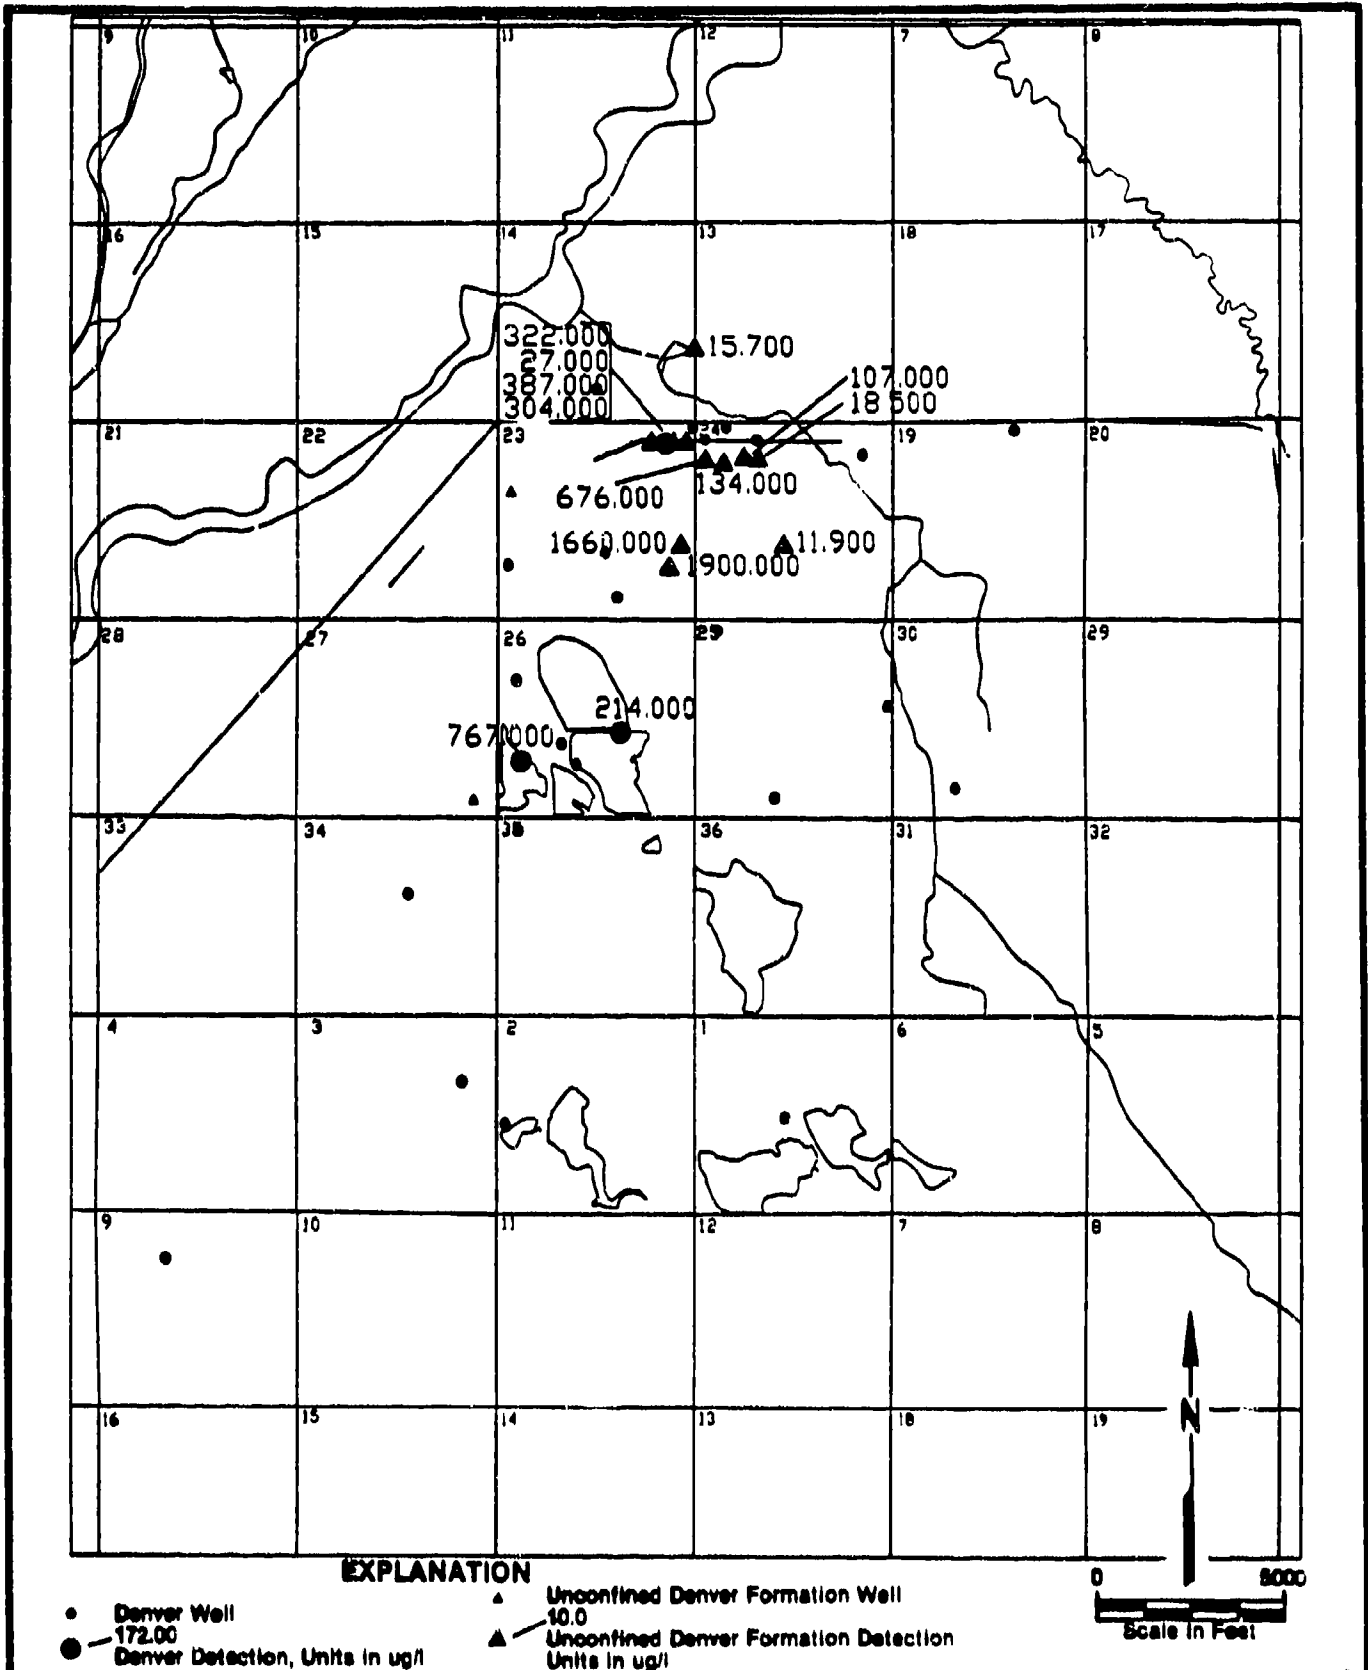 9 10 11 12 7 8
16 15 14 13 18 17
322.000
27.000
387.000
304.000
15.700
107.000
18.500
21 22 23 24 19 20
676.000
134.000
1660.000
11.900
1900.000
28 27 26 30 29
214.000
767.000
33 34 35 36 31 32
4 3 2 1 6 5
9 10 11 12 7 8
16 15 14 13 18 19
N
EXPLANATION
Denver Well
172.00
Denver Detection, Units in ug/l
Unconfined Denver Formation Well
10.0
Unconfined Denver Formation Detection
Units in ug/l
0 5000
Scale in Feet